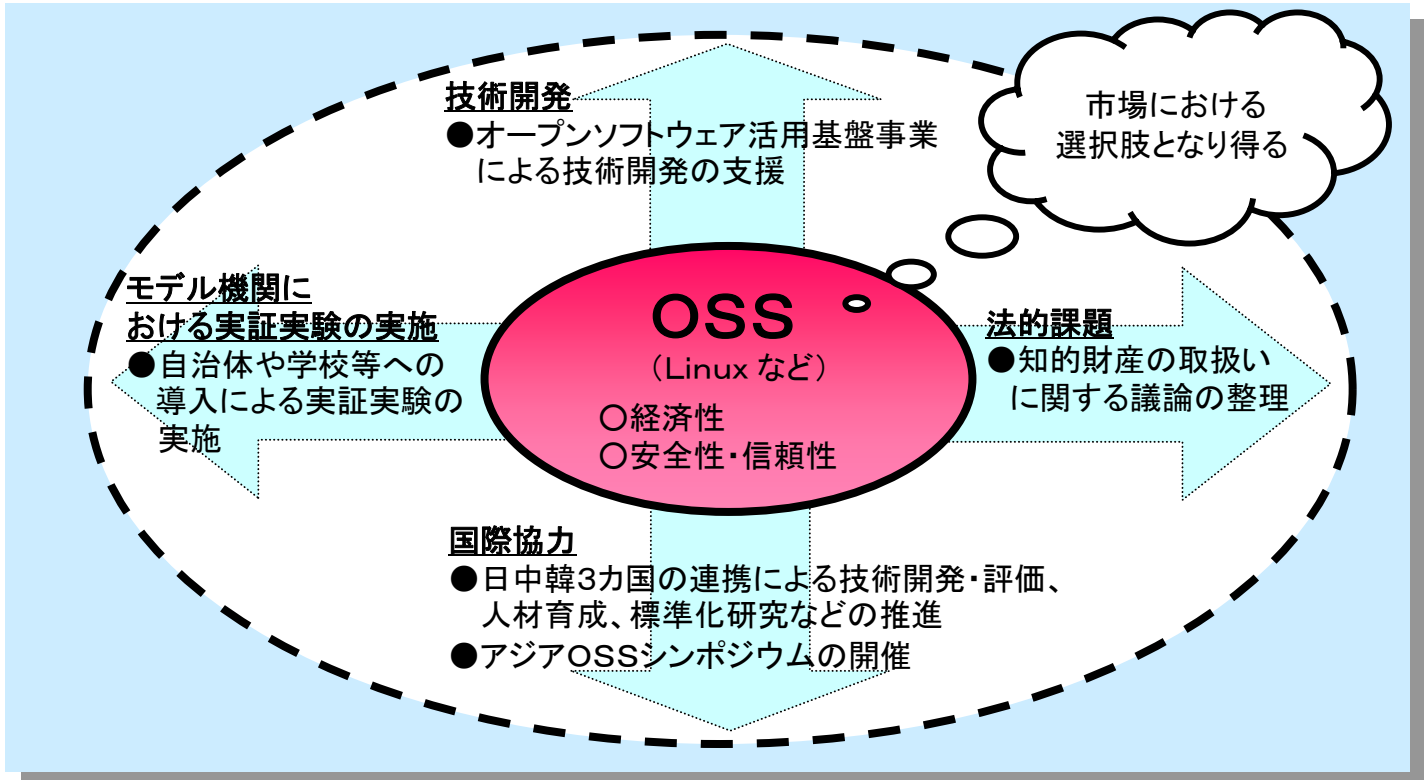 技術開発
●オープンソフトウェア活用基盤事業
による技術開発の支援
市場における
選択肢となり得る
モデル機関に
おける実証実験の実施
●自治体や学校等への
導入による実証実験の
実施
OSS
(Linux など)
○経済性
○安全性・信頼性
法的課題
●知的財産の取扱い
に関する議論の整理
国際協力
●日中韓3カ国の連携による技術開発・評価、
人材育成、標準化研究などの推進
●アジアOSSシンポジウムの開催